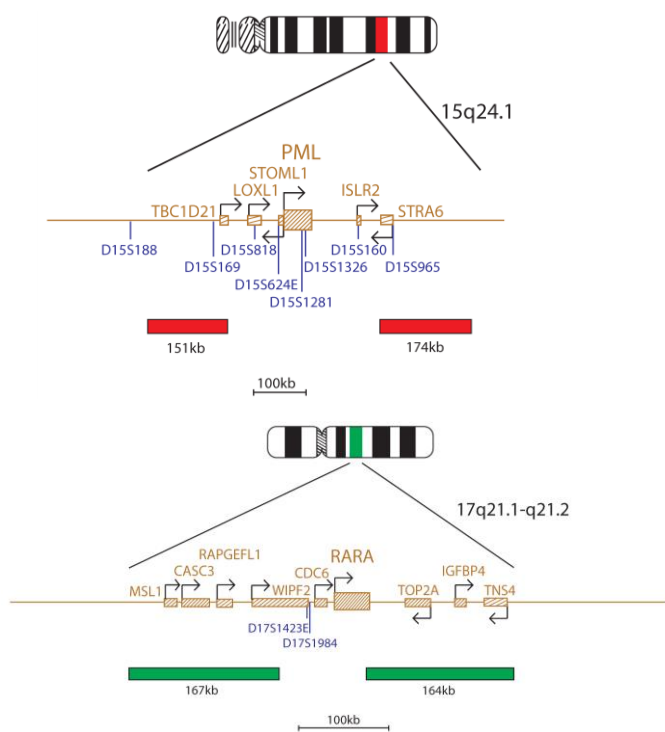 15q24.1
PML
STOML1
LOXL1
ISLR2
TBC1D21
STRA6
D15S188
D15S818
D15S160
D15S169
D15S1326
D15S965
D15S624E
D15S1281
151kb
174kb
100kb
17q21.1-q21.2
RARA
RAPGEFL1
CASC3
CDC6
IGFBP4
MSL1
WIPF2
TOP2A
TNS4
D17S1423E
D17S1984
167kb
164kb
100kb